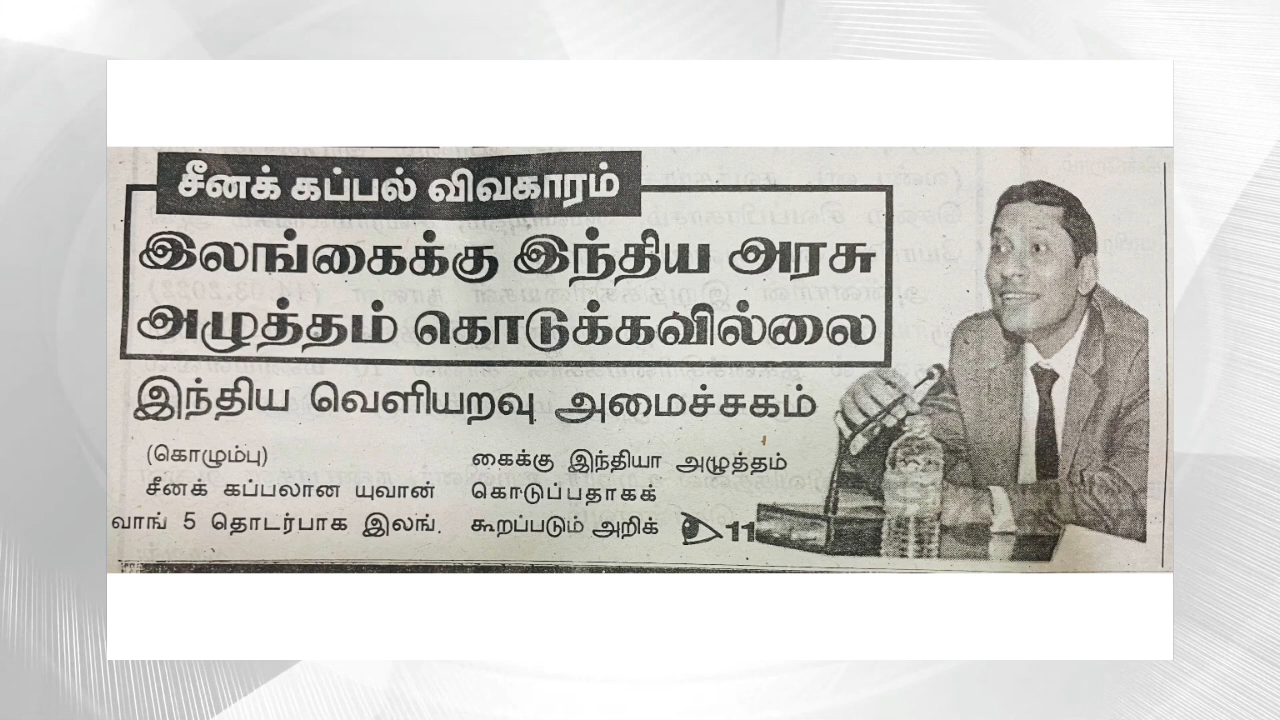 சீனக் கப்பல் விவகாரம்
இலங்கைக்கு இந்திய அரசு
அழுத்தம் கொடுக்கவில்லை
இந்திய வெளியறவு அமைச்சகம்
(கொழும்பு)
சீனக் கப்பலான யுவான்
வாங் 5 தொடர்பாக இலங்.
கைக்கு இந்தியா அழுத்தம்
கொடுப்பதாகக்
கூறப்படும் அறிக் 11